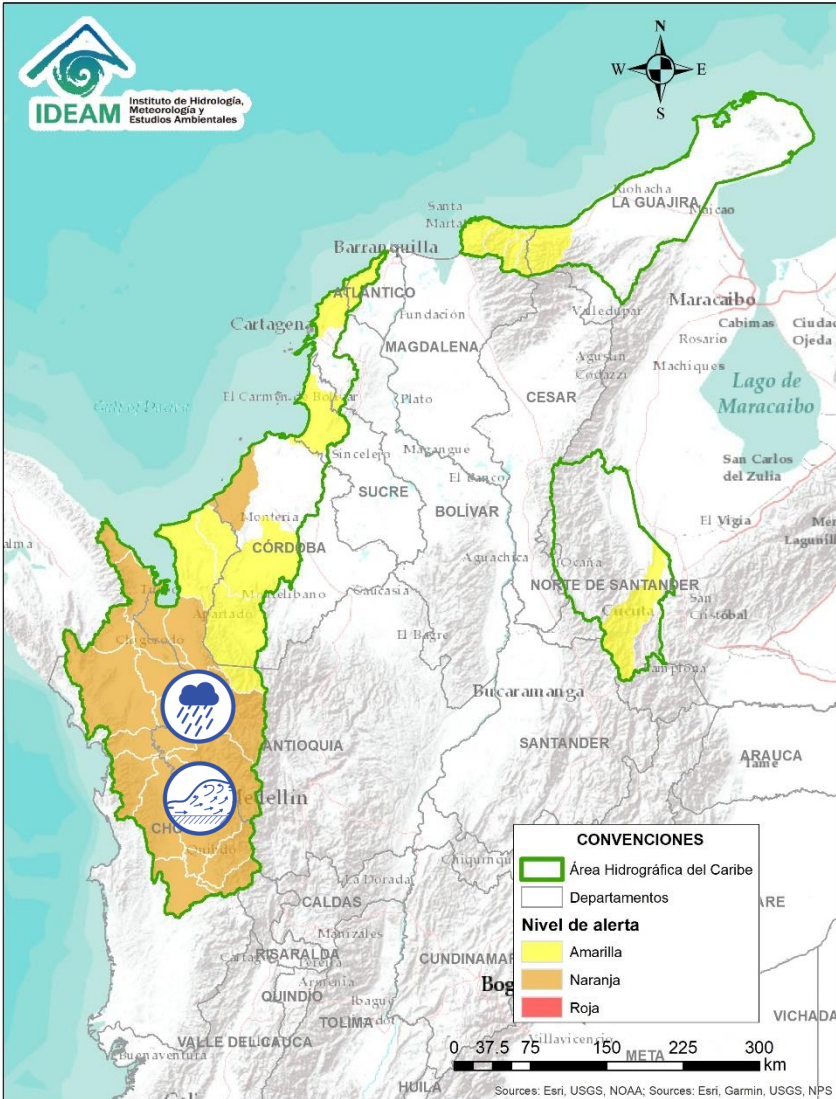 N
W E
S
IDEAM
Instituto de Hidrología,
Meteorología y
Estudios Ambientales
Riohacha
LA GUAJIRA
Maicao
Santa
Marta
Barranquilla
ATLÁNTICO
Maracaibo
Cabimas
Ciudad
Ojeda
Fundación
Valledupar
Cartagena
Rosario
MAGDALENA
Agustín
Codazzi
Machiques
Lago de
Maracaibo
El Carmen de Bolívar
Plato
CESAR
Sincelejo
Magangue
San Carlos
del Zulia
El Banco
SUCRE
BOLÍVAR
Montería
El Vigía
CÓRDOBA
Aguachica
Ocaña
NORTE DE SANTANDER
Montelibano
Caucasia
Cúcuta
San
Cristóbal
Apartadó
El Bagre
Chigorodó
Pamplona
Bucaramanga
ANTIOQUIA
SANTANDER
ARAUCA
Tame
Medellín
CHO
Quibdó
La Dorada
CALDAS
Manizales
RISARALDA
Pereira
Armenia
QUINDÍO
Ibagué
TOLIMA
CUNDINAMAR
Bog
VALLE DEL CAUCA
Buenaventura
Villavicencio
META
VICHADA
HUILA
CONVENCIONES
Área Hidrográfica del Caribe
Departamentos
Nivel de alerta
Amarilla
Naranja
Roja
0 37.5 75 150 225 300
km
Sources: Esri, USGS, NOAA; Sources: Esri, Garmin, USGS, NPS